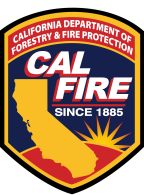 CALIFORNIA DEPARTMENT OF
FORESTRY & FIRE PROTECTION
CAL
FIRE
SINCE 1885